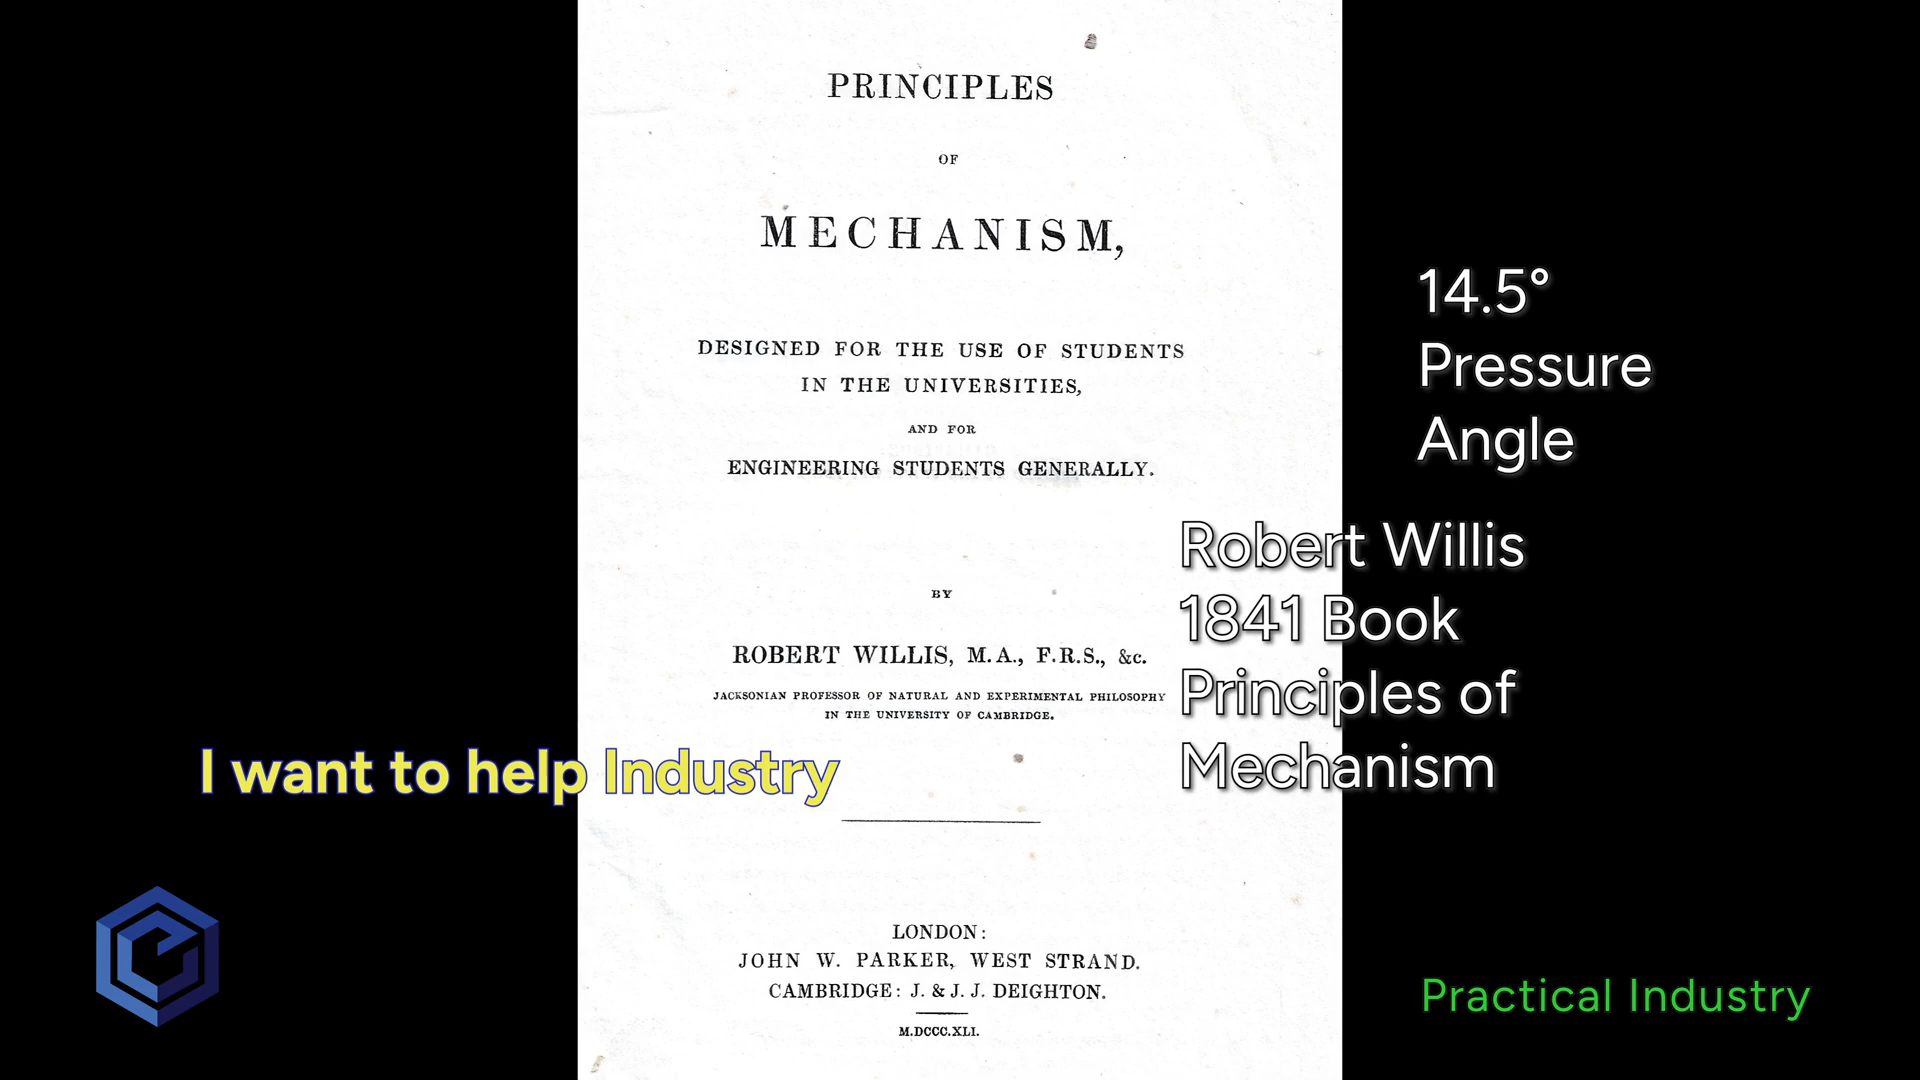 PRINCIPLES
OF
MECHANISM,
DESIGNED FOR THE USE OF STUDENTS
IN THE UNIVERSITIES,
AND FOR
ENGINEERING STUDENTS GENERALLY.
BY
ROBERT WILLIS, M.A., F.R.S., &c.
JACKSONIAN PROFESSOR OF NATURAL AND EXPERIMENTAL PHILOSOPHY
IN THE UNIVERSITY OF CAMBRIDGE.
LONDON:
JOHN W. PARKER, WEST STRAND.
CAMBRIDGE: J. & J. J. DEIGHTON.
M.DCCC.XLI.
14.5°
Pressure
Angle
Robert Willis
1841 Book
Principles of
Mechanism
I want to help Industry
Practical Industry